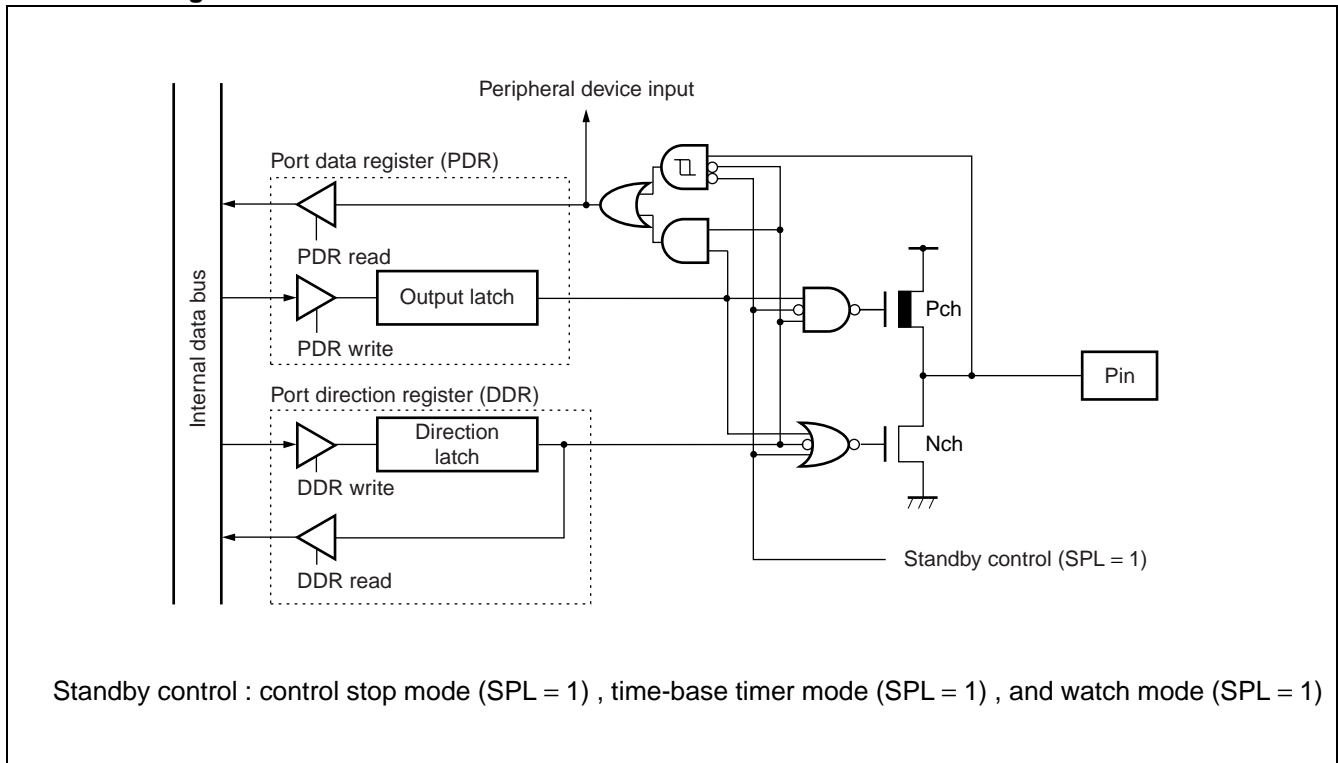 Peripheral device input
Port data register (PDR)
PDR read
Output latch
PDR write
Internal data bus
Port direction register (DDR)
Direction
latch
DDR write
DDR read
Pch
Pin
Nch
Standby control (SPL = 1)
Standby control : control stop mode (SPL = 1) , time-base timer mode (SPL = 1) , and watch mode (SPL = 1)